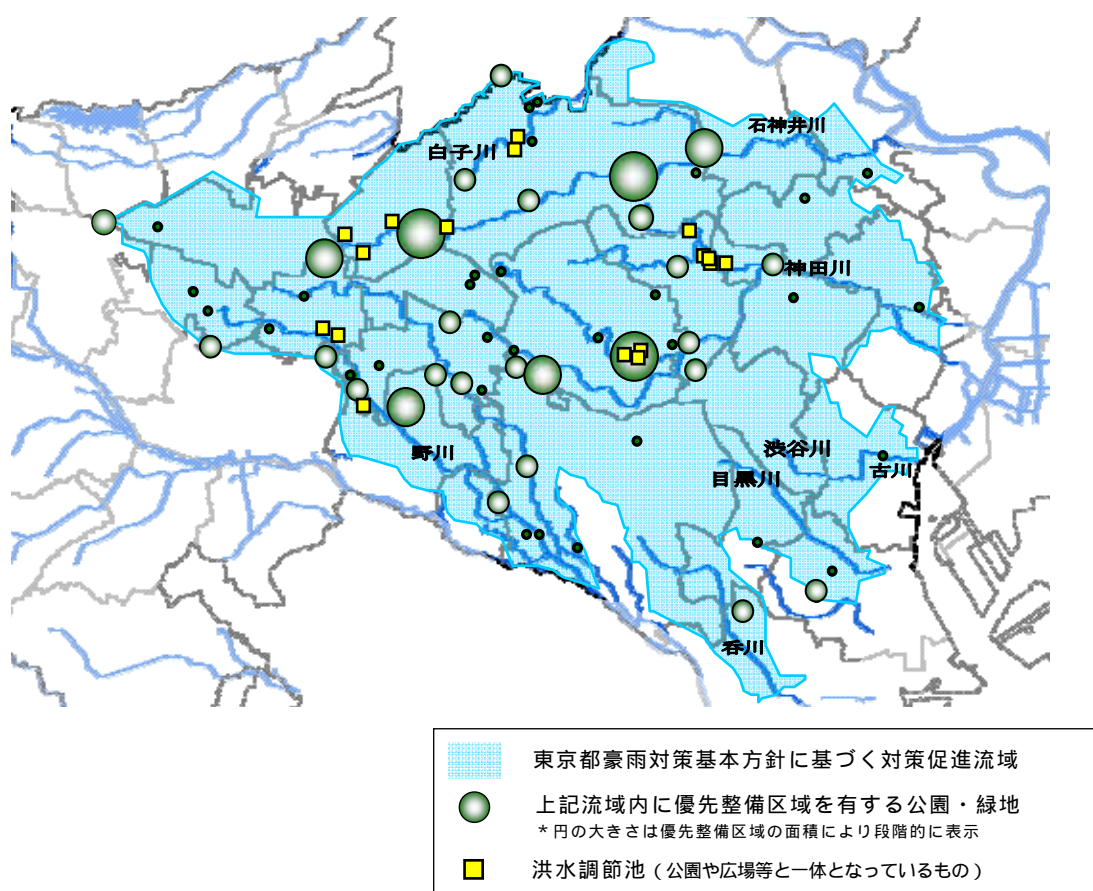 石神井川
白子川
神田川
野川
渋谷川
古川
目黒川
呑川
東京都豪雨対策基本方針に基づく対策促進流域
上記流域内に優先整備区域を有する公園・緑地
*円の大きさは優先整備区域の面積により段階的に表示
洪水調節池(公園や広場等と一体となっているもの)